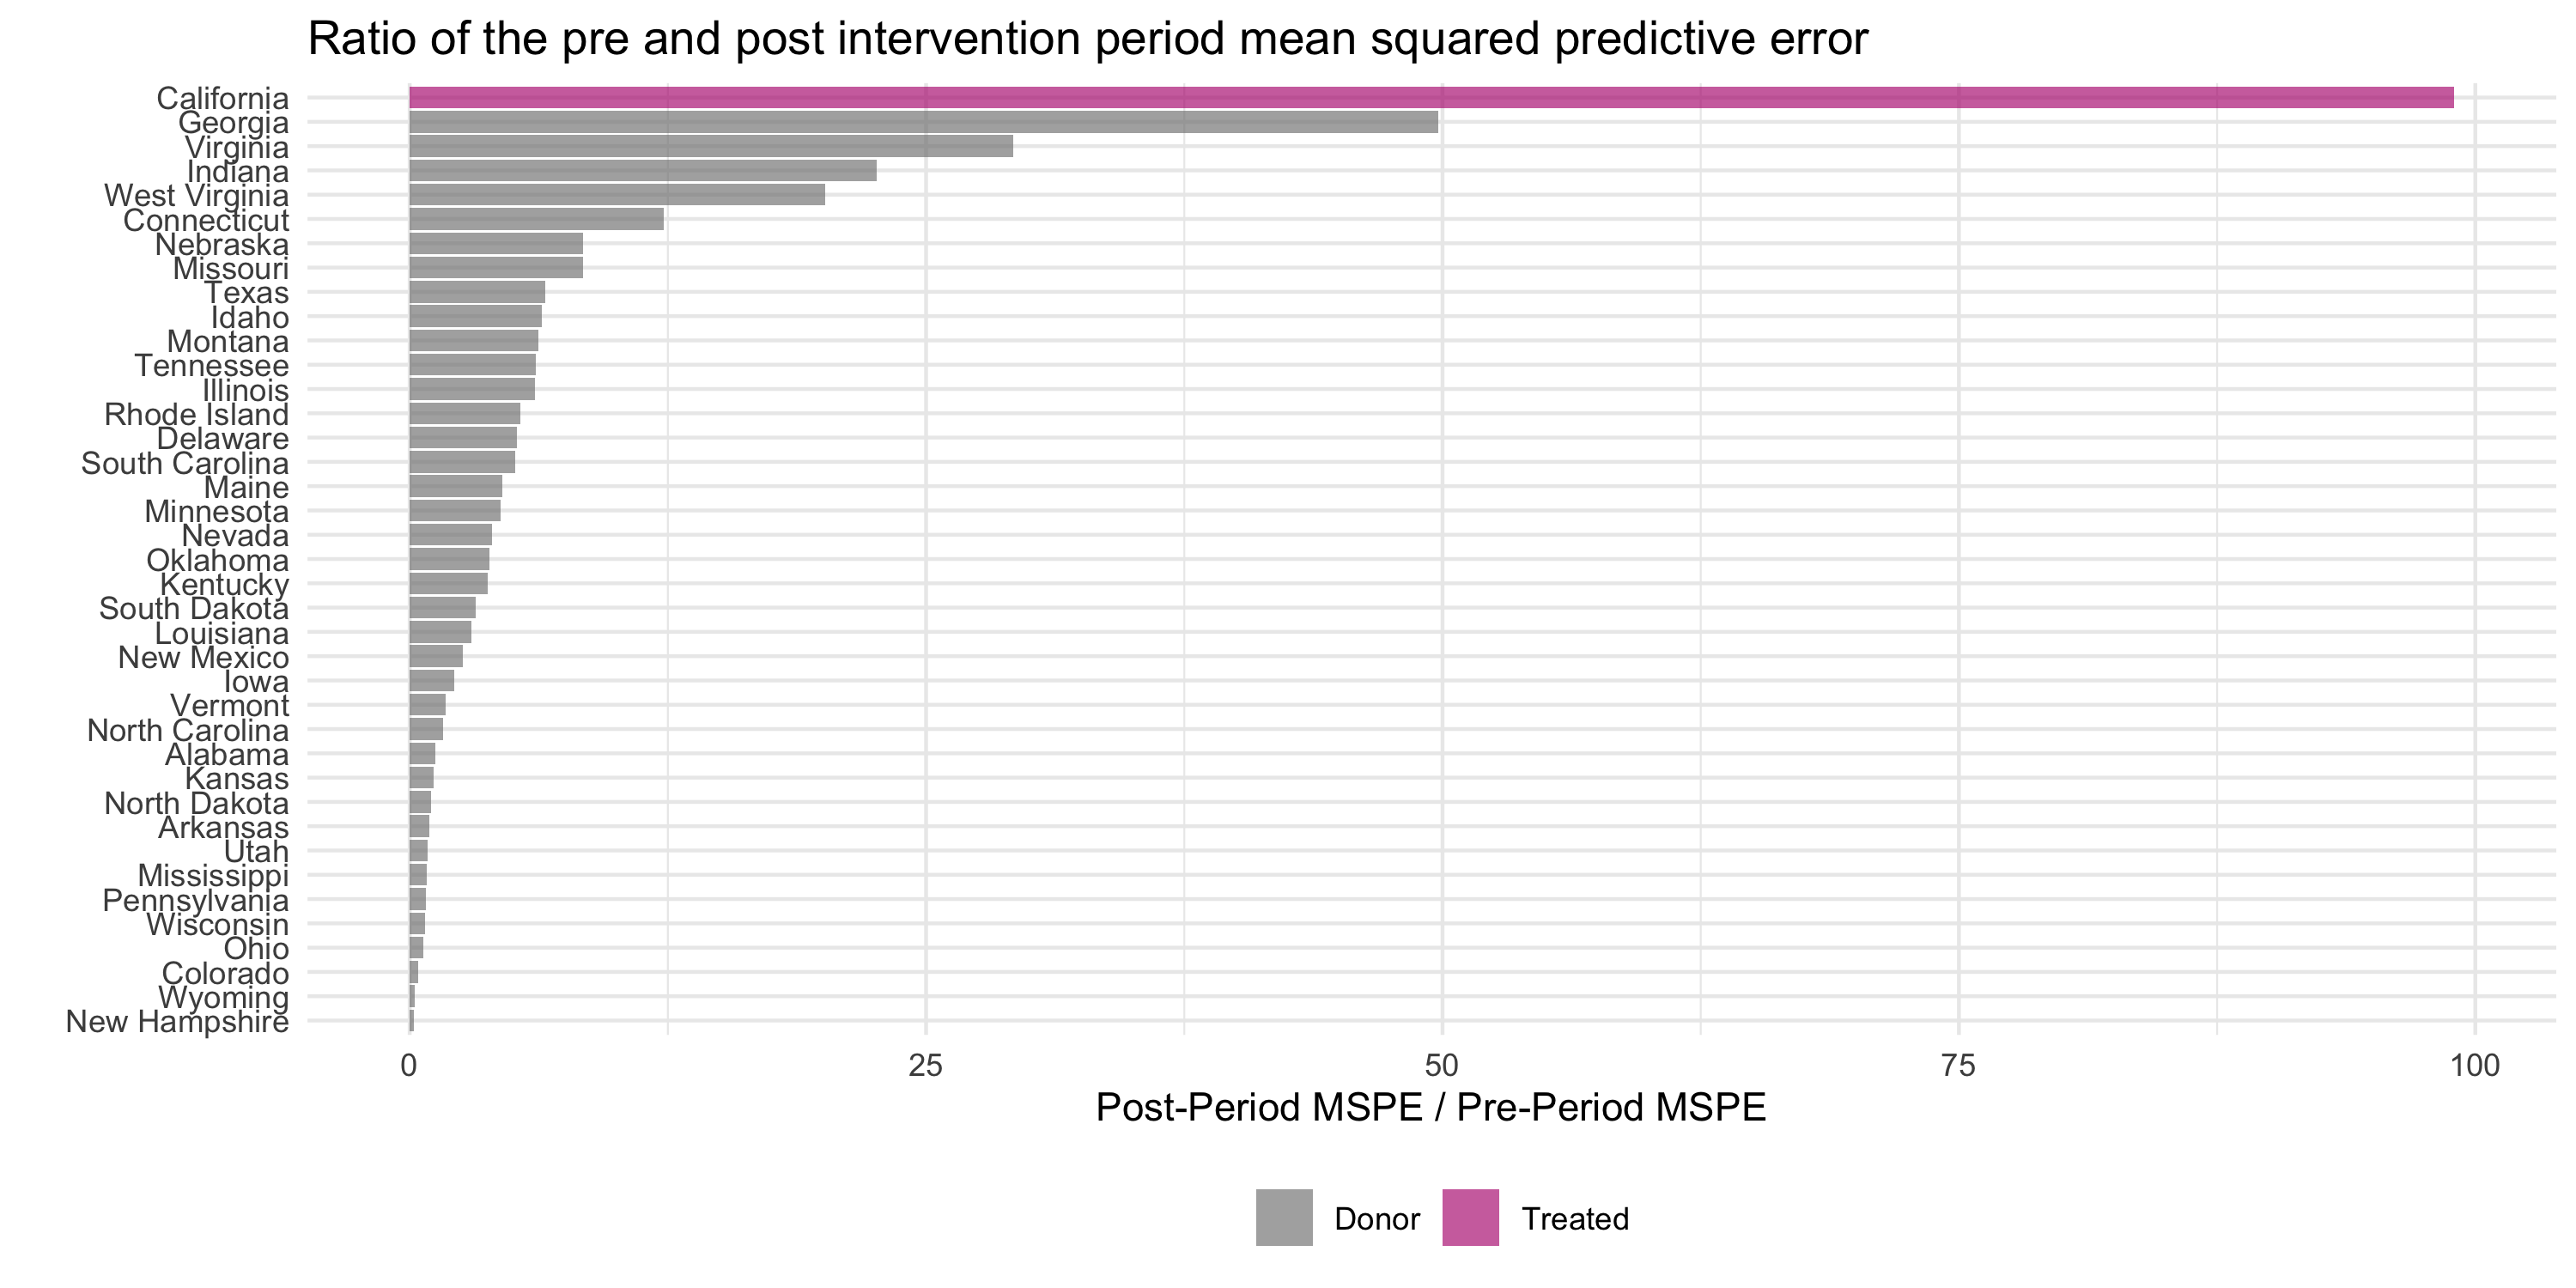 Ratio of the pre and post intervention period mean squared predictive error
California
Georgia
Virginia
Indiana
West Virginia
Connecticut
Nebraska
Missouri
Texas
Idaho
Montana
Tennessee
Illinois
Rhode Island
Delaware
South Carolina
Maine
Minnesota
Nevada
Oklahoma
Kentucky
South Dakota
Louisiana
New Mexico
Iowa
Vermont
North Carolina
Alabama
Kansas
North Dakota
Arkansas
Utah
Mississippi
Pennsylvania
Wisconsin
Ohio
Colorado
Wyoming
New Hampshire
0 25 50 75 100
Post-Period MSPE / Pre-Period MSPE
Donor Treated